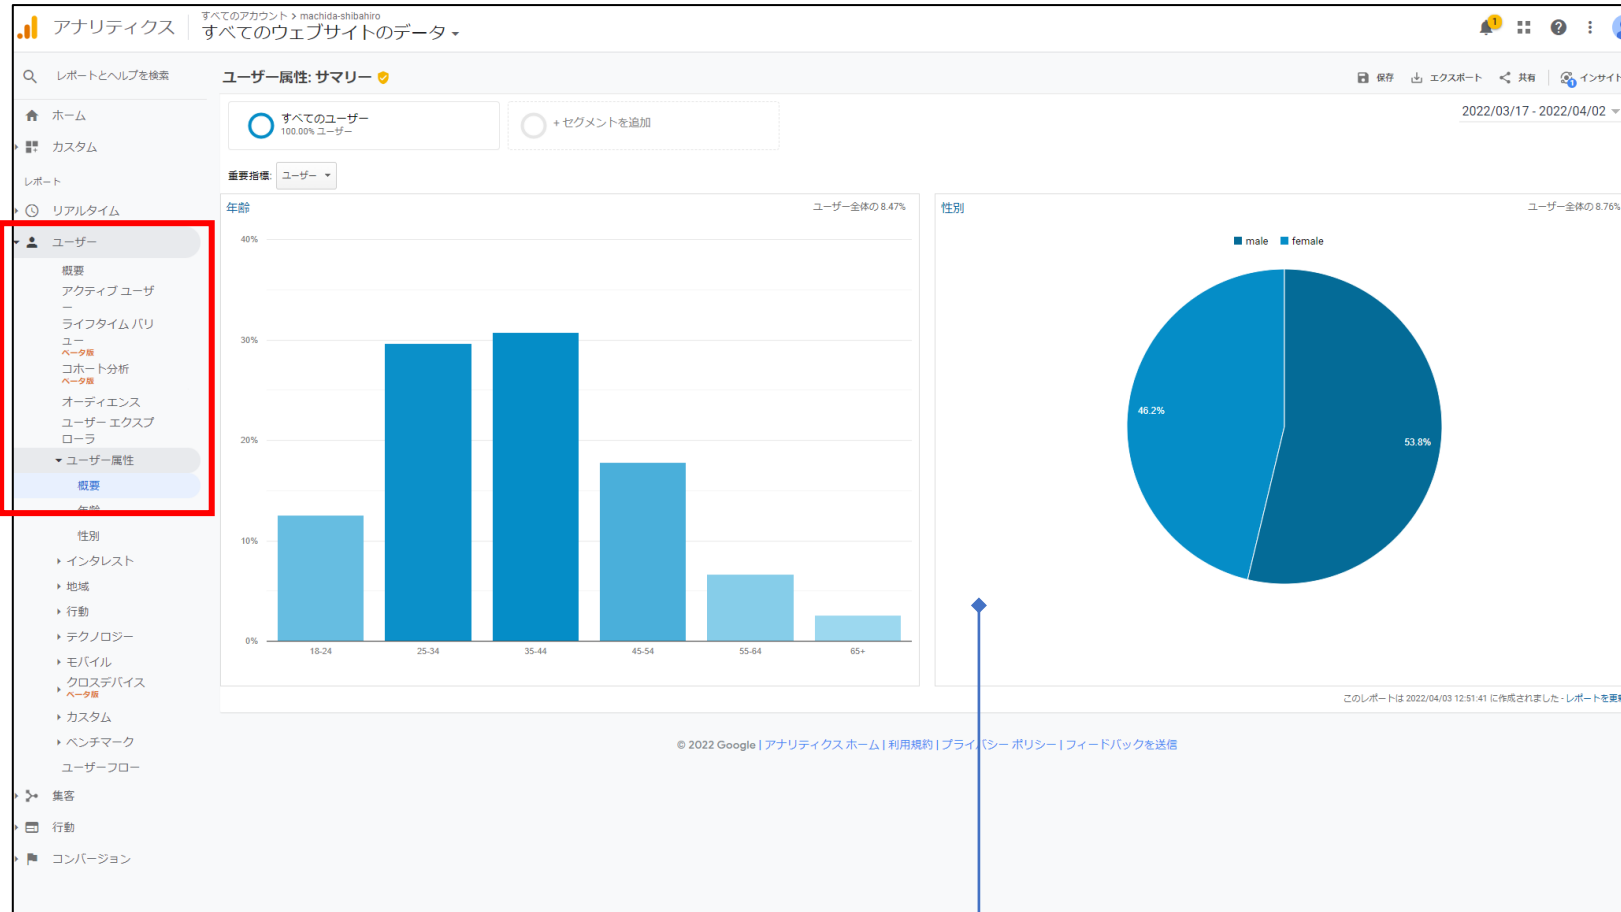 アナリティクス
すべてのアカウント > machida-shibahiro
すべてのウェブサイトのデータ
1
レポートとヘルプを検索
ユーザー属性: サマリー
保存
エクスポート
共有
1
インサイト
ホーム
カスタム
レポート
リアルタイム
ユーザー
概要
アクティブ ユーザ
ー
ライフタイム バリ
ュー
ベータ版
コホート分析
ベータ版
オーディエンス
ユーザー エクスプ
ローラ
ユーザー属性
概要
年齢
性別
インタレスト
地域
行動
テクノロジー
モバイル
クロスデバイス
ベータ版
カスタム
ベンチマーク
ユーザーフロー
集客
行動
コンバージョン
すべてのユーザー
100.00% ユーザー
+ セグメントを追加
2022/03/17 - 2022/04/02
重要指標:
ユーザー
年齢
ユーザー全体の 8.47%
40%
30%
20%
10%
0%
18-24
25-34
35-44
45-54
55-64
65+
性別
ユーザー全体の 8.76%
male
female
46.2%
53.8%
このレポートは 2022/04/03 12:51:41 に作成されました - レポートを更新
© 2022 Google | アナリティクス ホーム | 利用規約 | プライバシー ポリシー | フィードバックを送信